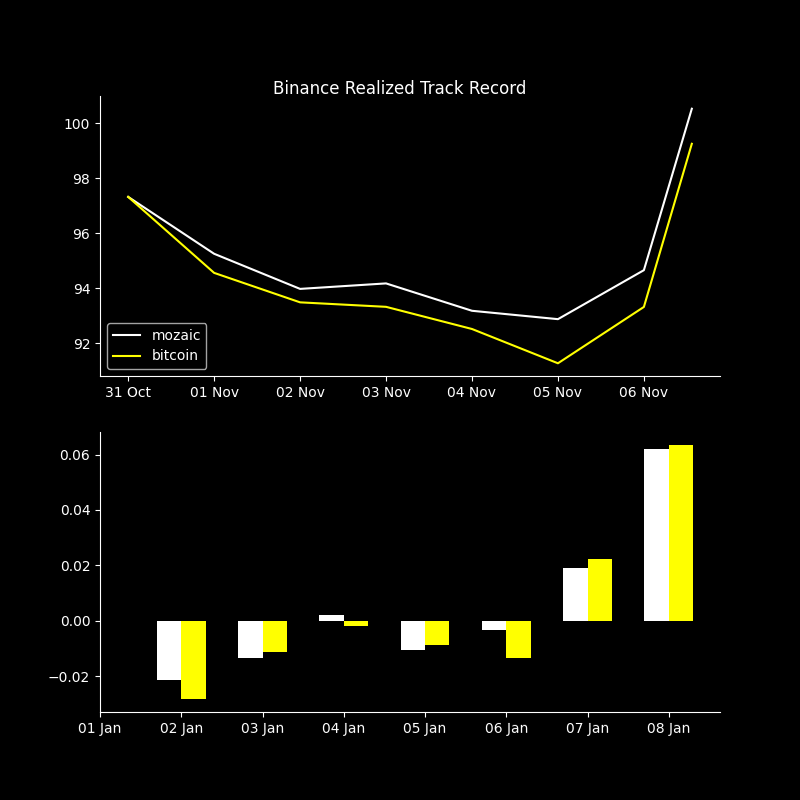 Binance Realized Track Record
100
98
96
94
92
mozaic
bitcoin
31 Oct 01 Nov 02 Nov 03 Nov 04 Nov 05 Nov 06 Nov
0.06
0.04
0.02
0.00
−0.02
01 Jan 02 Jan 03 Jan 04 Jan 05 Jan 06 Jan 07 Jan 08 Jan